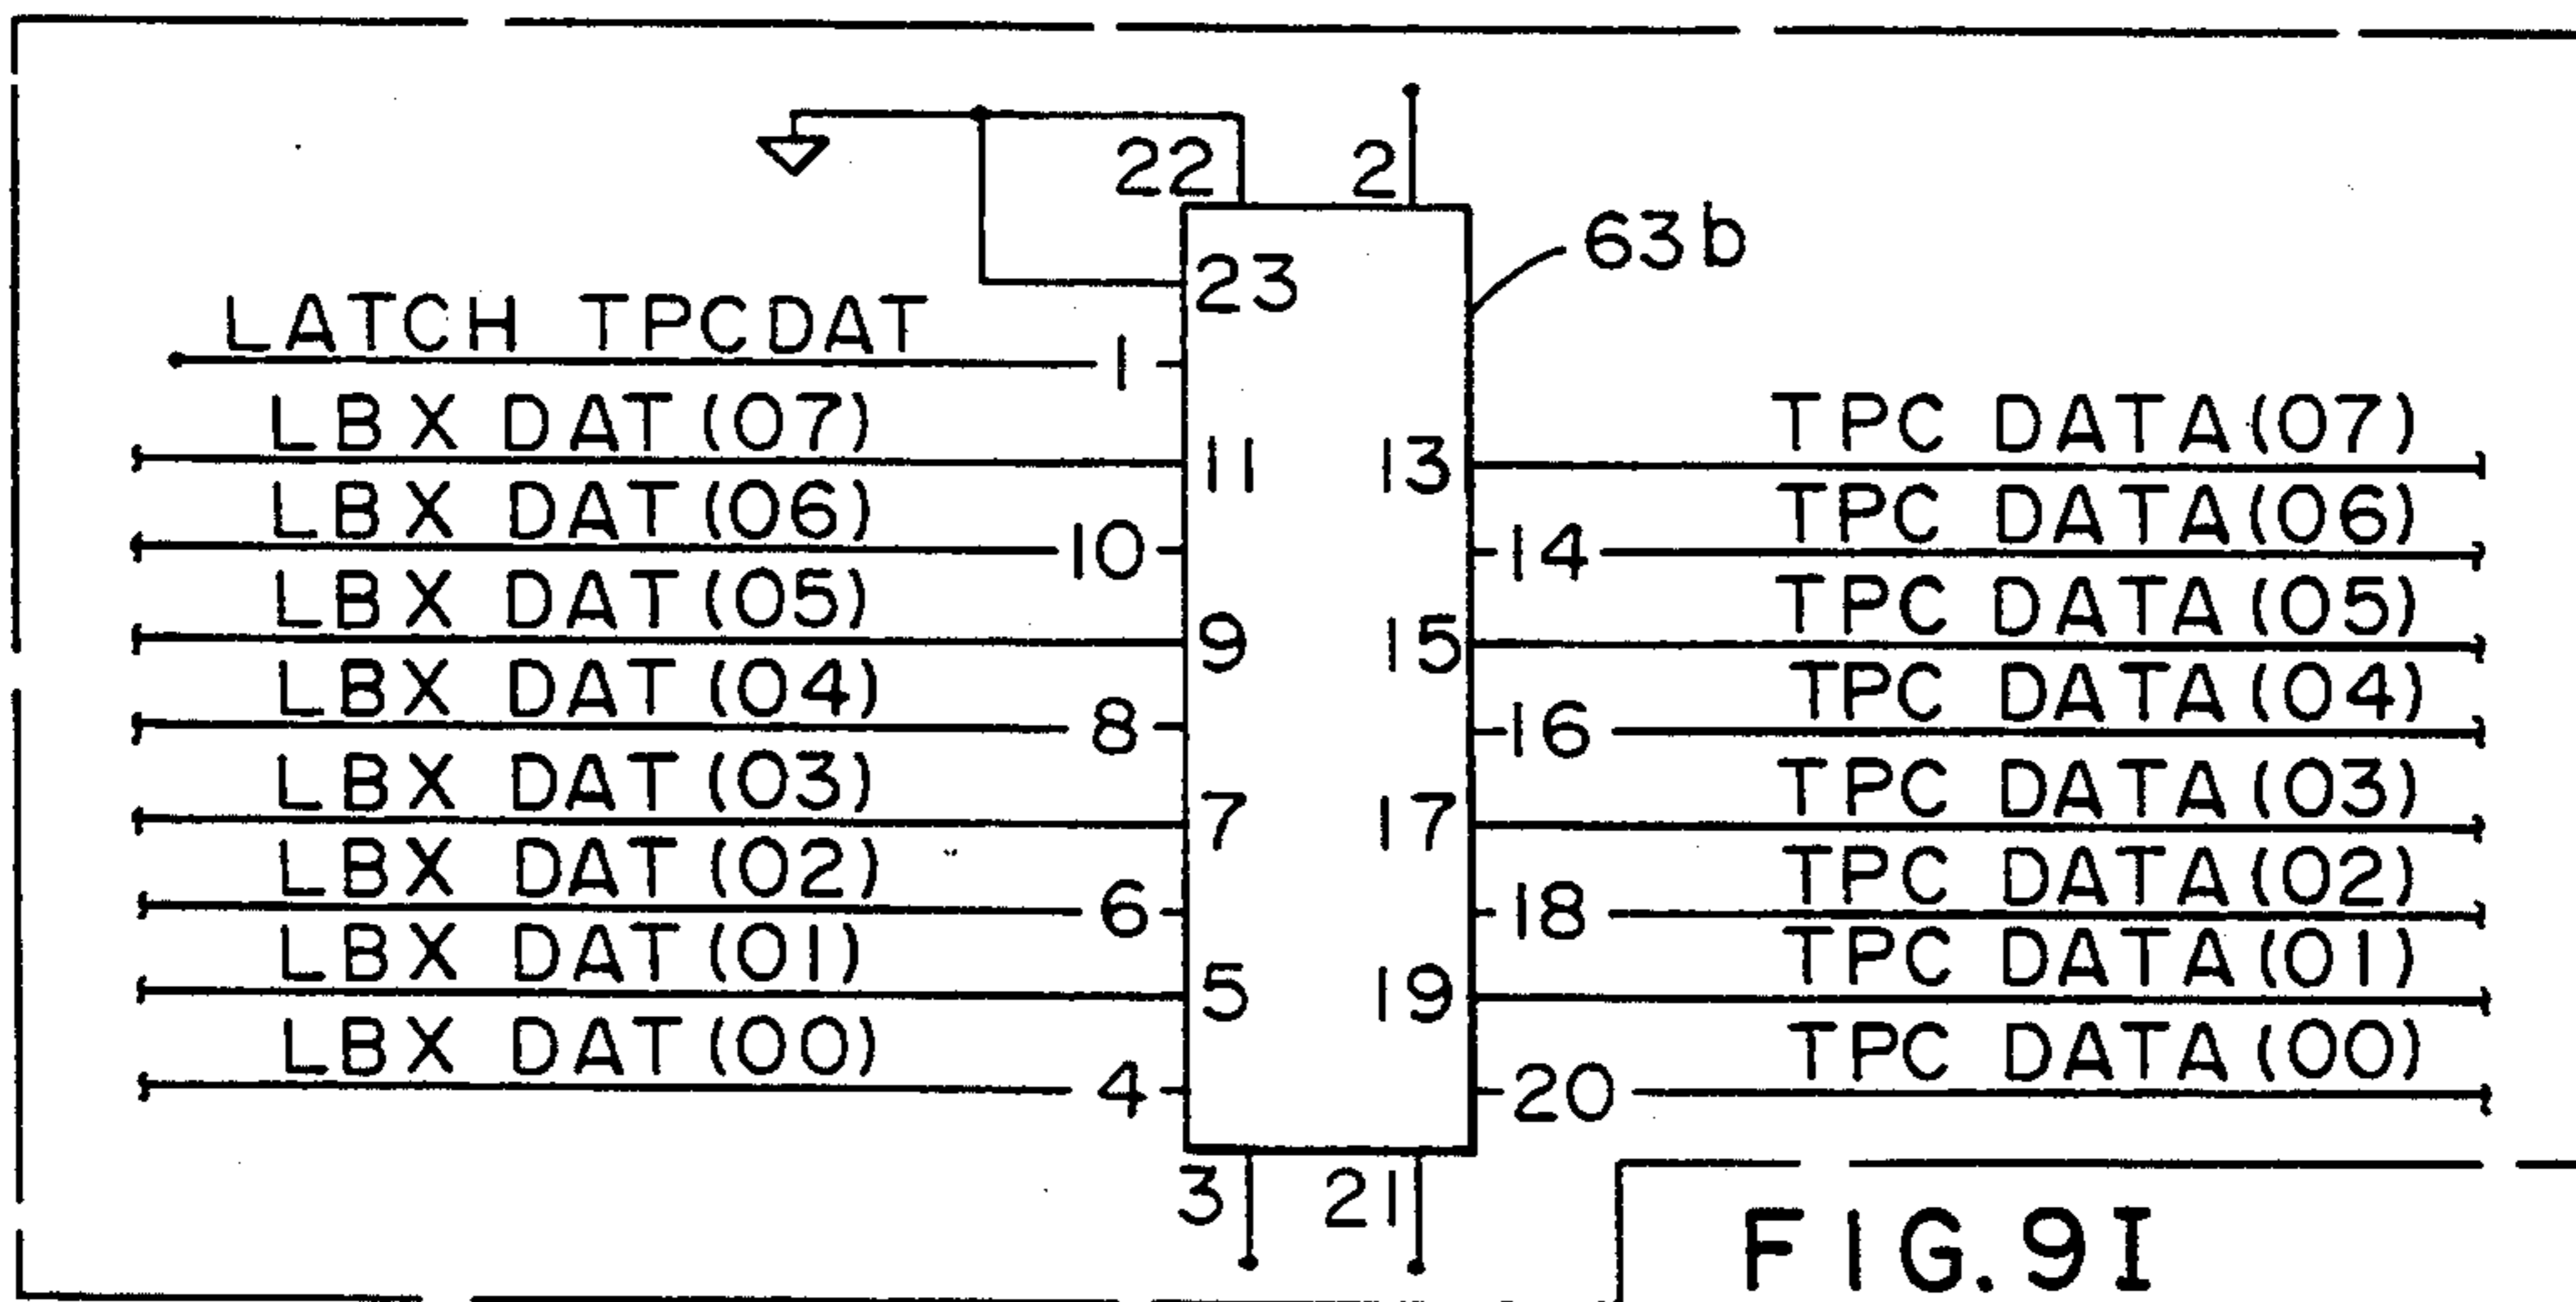 22 2
63b
23
LATCH TPCDAT 1
LBX DAT(07) 11 13 TPC DATA(07)
LBX DAT(06) 10 14 TPC DATA(06)
LBX DAT(05) 9 15 TPC DATA(05)
LBX DAT(04) 8 16 TPC DATA(04)
LBX DAT(03) 7 17 TPC DATA(03)
LBX DAT(02) 6 18 TPC DATA(02)
LBX DAT(01) 5 19 TPC DATA(01)
LBX DAT(00) 4 20 TPC DATA(00)
3 21
FIG. 9I